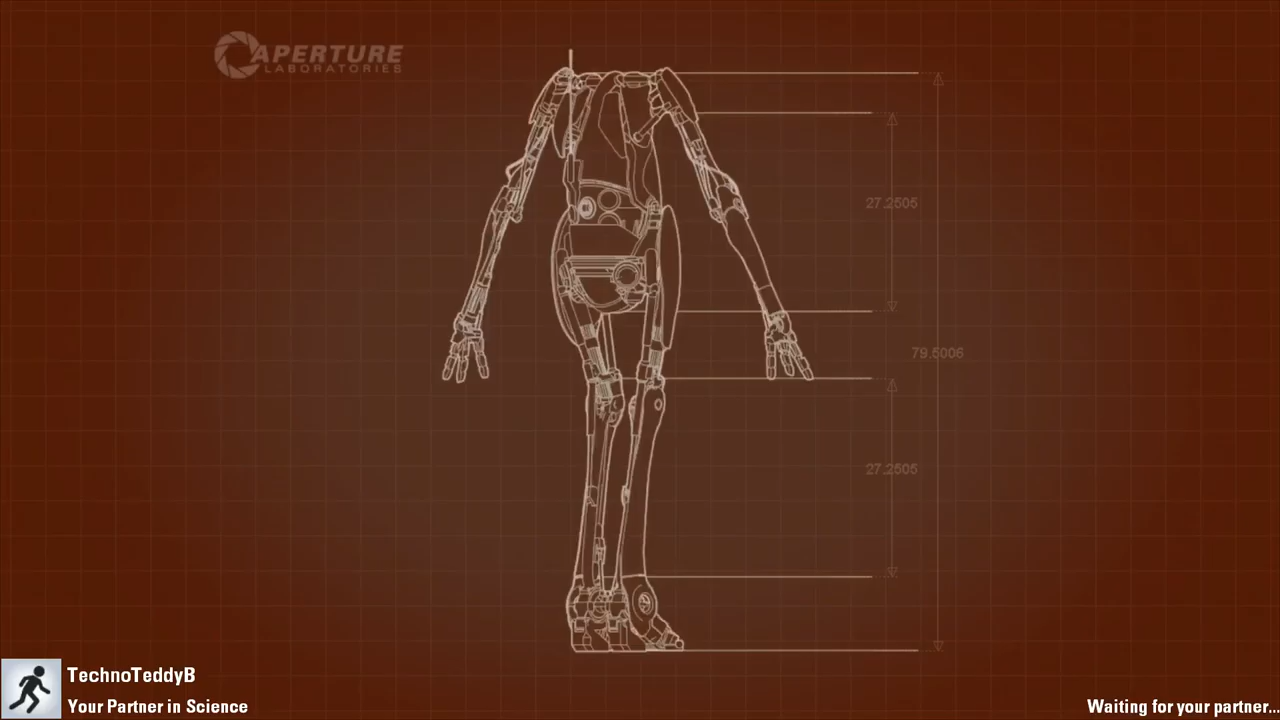 APERTURE
LABORATORIES
27.2505
79.5006
27.2505
TechnoTeddyB
Your Partner in Science
Waiting for your partner...